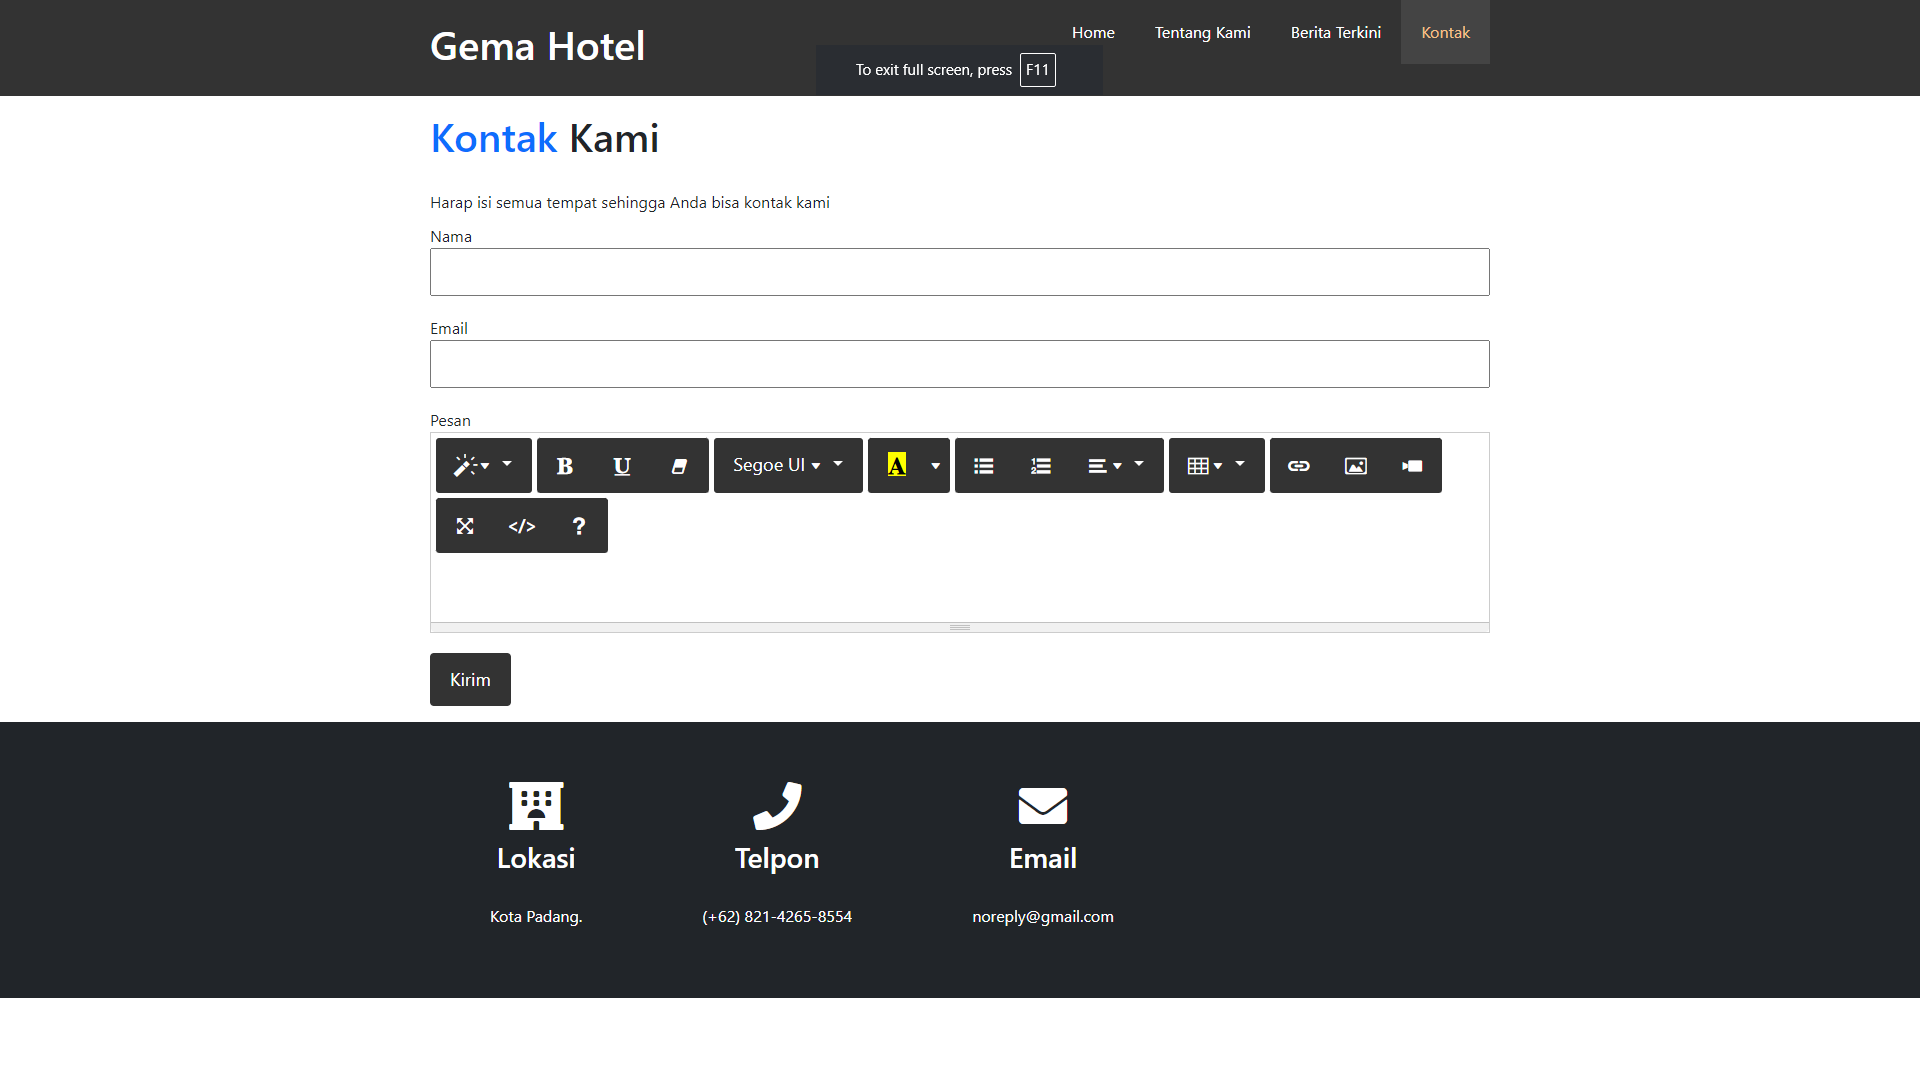 Gema Hotel
Home Tentang Kami Berita Terkini Kontak
To exit full screen, press F11
Kontak Kami
Harap isi semua tempat sehingga Anda bisa kontak kami
Nama
Email
Pesan
B U Segoe UI A
</> ?
Kirim
Lokasi Telpon Email
Kota Padang. (+62) 821-4265-8554 noreply@gmail.com